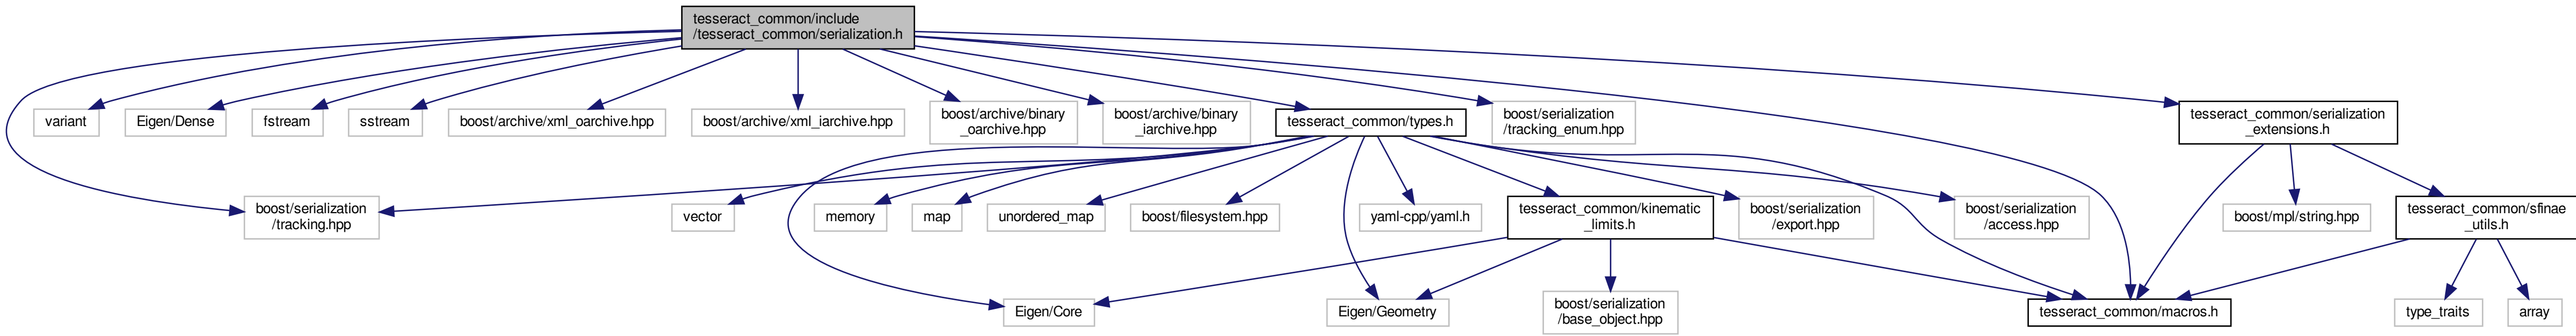 tesseract_common/include
/tesseract_common/serialization.h
variant
Eigen/Dense
fstream
sstream
boost/archive/xml_oarchive.hpp
boost/archive/xml_iarchive.hpp
boost/archive/binary
_oarchive.hpp
boost/archive/binary
_iarchive.hpp
tesseract_common/types.h
boost/serialization
/tracking_enum.hpp
tesseract_common/serialization
_extensions.h
boost/serialization
/tracking.hpp
vector
memory
map
unordered_map
boost/filesystem.hpp
yaml-cpp/yaml.h
tesseract_common/kinematic
_limits.h
boost/serialization
/export.hpp
boost/serialization
/access.hpp
boost/mpl/string.hpp
tesseract_common/sfinae
_utils.h
Eigen/Core
Eigen/Geometry
boost/serialization
/base_object.hpp
tesseract_common/macros.h
type_traits
array